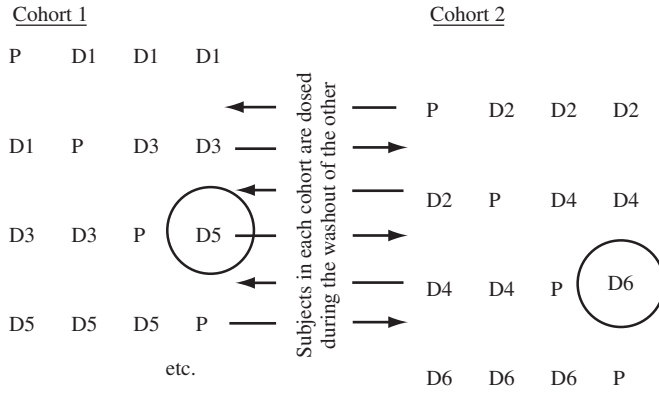 Cohort 1
P D1 D1 D1
D1 P D3 D3
D3 D3 P D5
D5 D5 D5 P
etc.
Subjects in each cohort are dosed
during the washout of the other
Cohort 2
P D2 D2 D2
D2 P D4 D4
D4 D4 P D6
D6 D6 D6 P